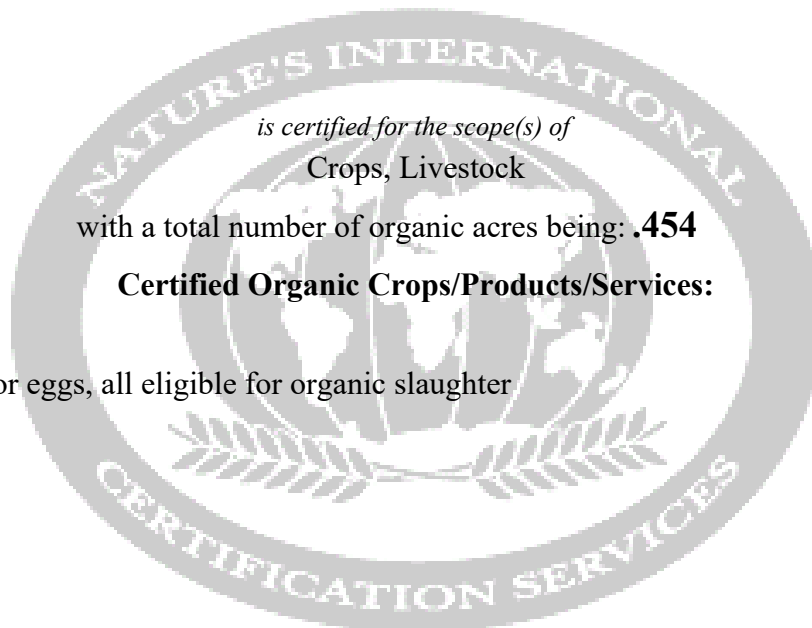 NATURE'S INTERNATIONAL
is certified for the scope(s) of
Crops, Livestock
with a total number of organic acres being: .454
Certified Organic Crops/Products/Services:
or eggs, all eligible for organic slaughter
CERTIFICATION SERVICES